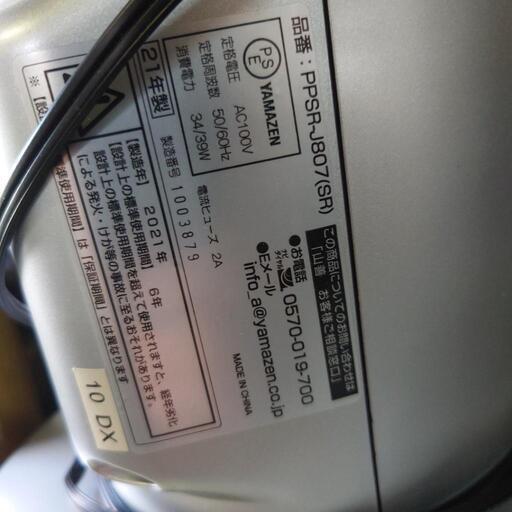 品番：PPSR-J807(SR)
PS
E
YAMAZEN
定格電圧 AC100V
定格周波数 50/60Hz
消費電力 34/39W
電流ヒューズ 2A
この商品についてのお問い合わせは
「山善 お客様ご相談窓口」
●お電話
ナビダイヤル 0570-019-700
●Eメール
info_a@yamazen.co.jp
MADE IN CHINA
21年製
製造番号 1003879
【製造年】 2021年
【設計上の標準使用期間】 6年
設計上の標準使用期間を超えて使用されますと、経年劣化
による発火・けが等の事故に至るおそれがあります。
準使用期間】は「保証期間」とは異なります
※【設
10 DX